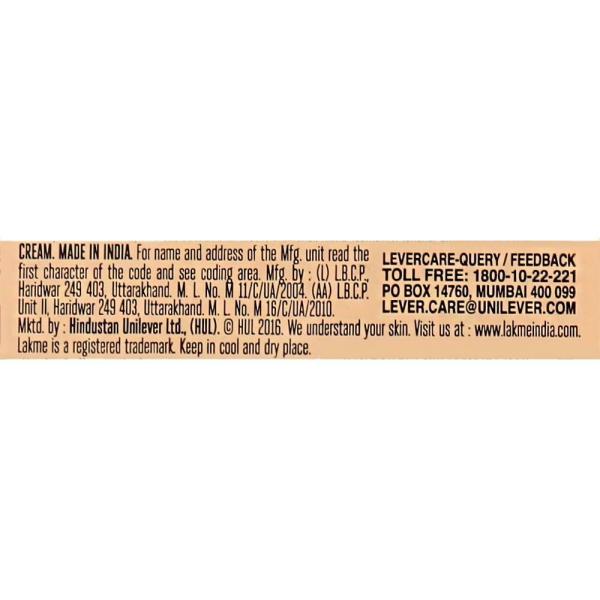 CREAM. MADE IN INDIA. For name and address of the Mfg. unit read the
first character of the code and see coding area. Mfg. by : (L) L.B.C.P.,
Haridwar 249 403, Uttarakhand. M. L. No. M 11/C/UA/2004. (AA) L.B.C.P.
Unit II, Haridwar 249 403, Uttarakhand. M. L. No. M 16/C/UA/2010.
Mktd. by : Hindustan Unilever Ltd., (HUL). © HUL 2016. We understand your skin. Visit us at : www.lakmeindia.com.
Lakme is a registered trademark. Keep in cool and dry place.
LEVERCARE-QUERY / FEEDBACK
TOLL FREE: 1800-10-22-221
PO BOX 14760, MUMBAI 400 099
LEVER.CARE@UNILEVER.COM